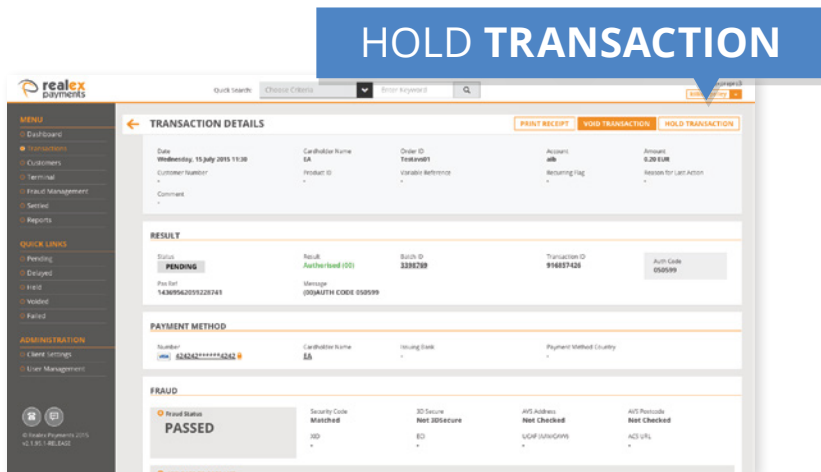 HOLD TRANSACTION
realex payments
Quick Search: Choose Criteria Enter Keyword
MENU
Dashboard
Transactions
Customers
Terminal
Fraud Management
Settled
Reports
QUICK LINKS
Pending
Delayed
Held
Voided
Failed
ADMINISTRATION
Client Settings
User Management
© Realex Payments 2015
TRANSACTION DETAILS
PRINT RECEIPT VOID TRANSACTION HOLD TRANSACTION
Date Cardholder Name Order ID Account Amount
Wednesday, 15 July 2015 11:30 EA Testevo01 aib 0.20 EUR
Customer Number Product ID Variable Reference Recurring Flag Reason for Last Action
- - - - -
Comment
-
RESULT
Status Result Batch ID Transaction ID Auth Code
PENDING Authorised (00) 3398769 916857426 050599
Pas Ref Message
14369562059228741 (00)AUTH CODE 050599
PAYMENT METHOD
Number Cardholder Name Issuing Bank Payment Method Country
VISA 424242******4242 EA - -
FRAUD
Fraud Status Security Code 3D Secure AVS Address AVS Postcode
PASSED Matched Not 3DSecure Not Checked Not Checked
XID ECI ACS URL
- - - -